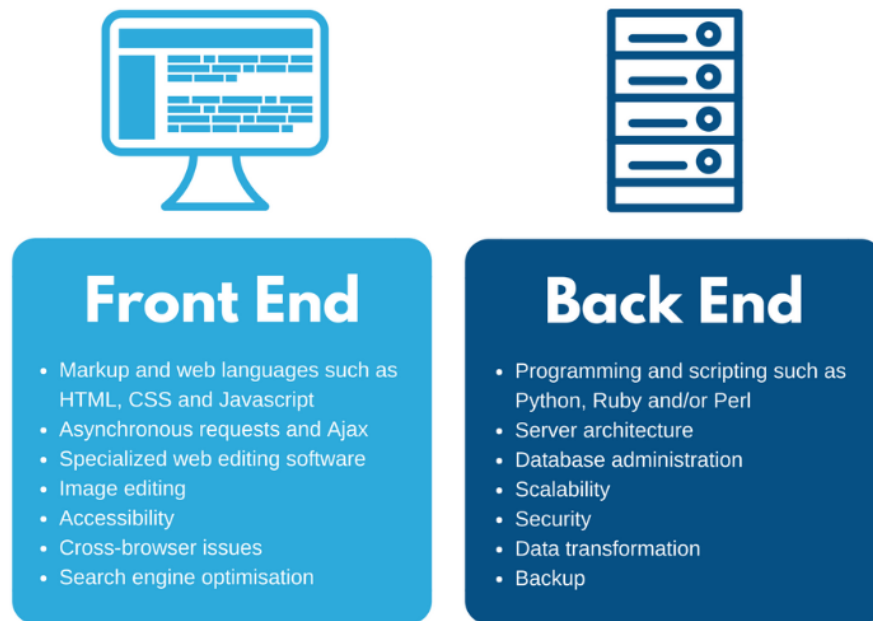 Front End
• Markup and web languages such as
HTML, CSS and Javascript
• Asynchronous requests and Ajax
• Specialized web editing software
• Image editing
• Accessibility
• Cross-browser issues
• Search engine optimisation
Back End
• Programming and scripting such as
Python, Ruby and/or Perl
• Server architecture
• Database administration
• Scalability
• Security
• Data transformation
• Backup